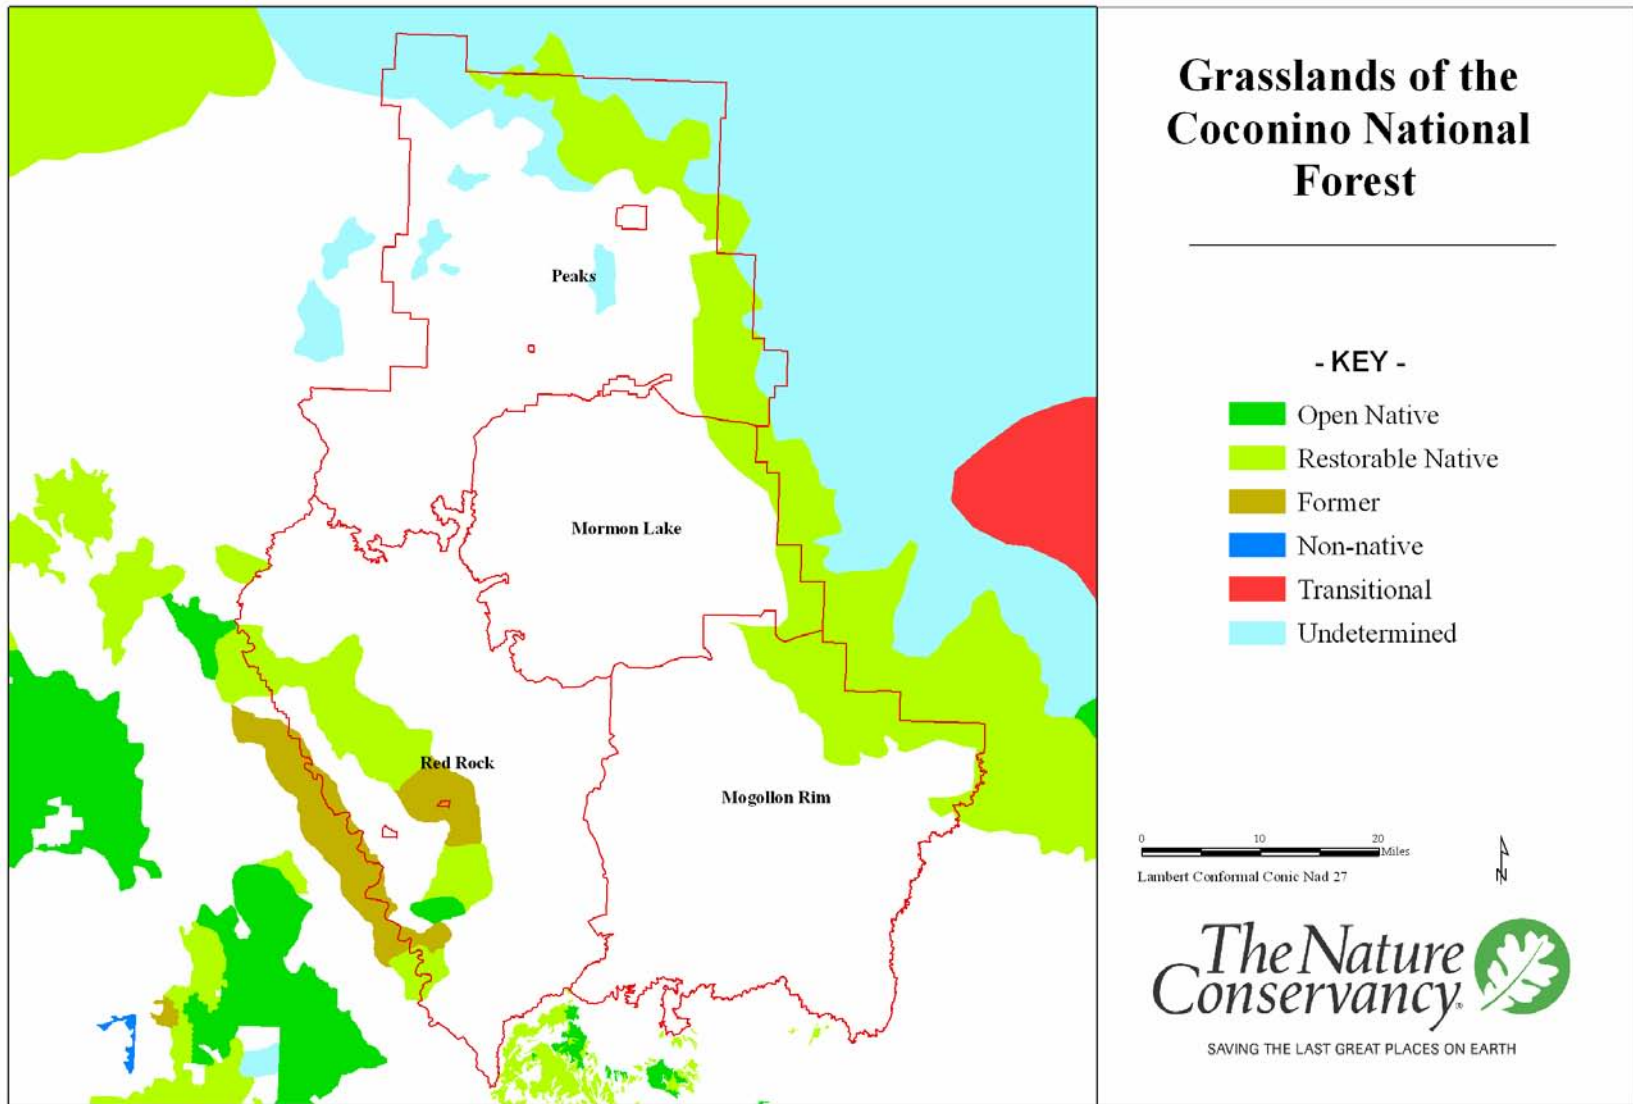 Grasslands of the
Coconino National
Forest
Peaks
Mormon Lake
Red Rock
Mogollon Rim
- KEY -
Open Native
Restorable Native
Former
Non-native
Transitional
Undetermined
0 10 20
Miles
Lambert Conformal Conic Nad 27
N
The Nature
Conservancy®
SAVING THE LAST GREAT PLACES ON EARTH